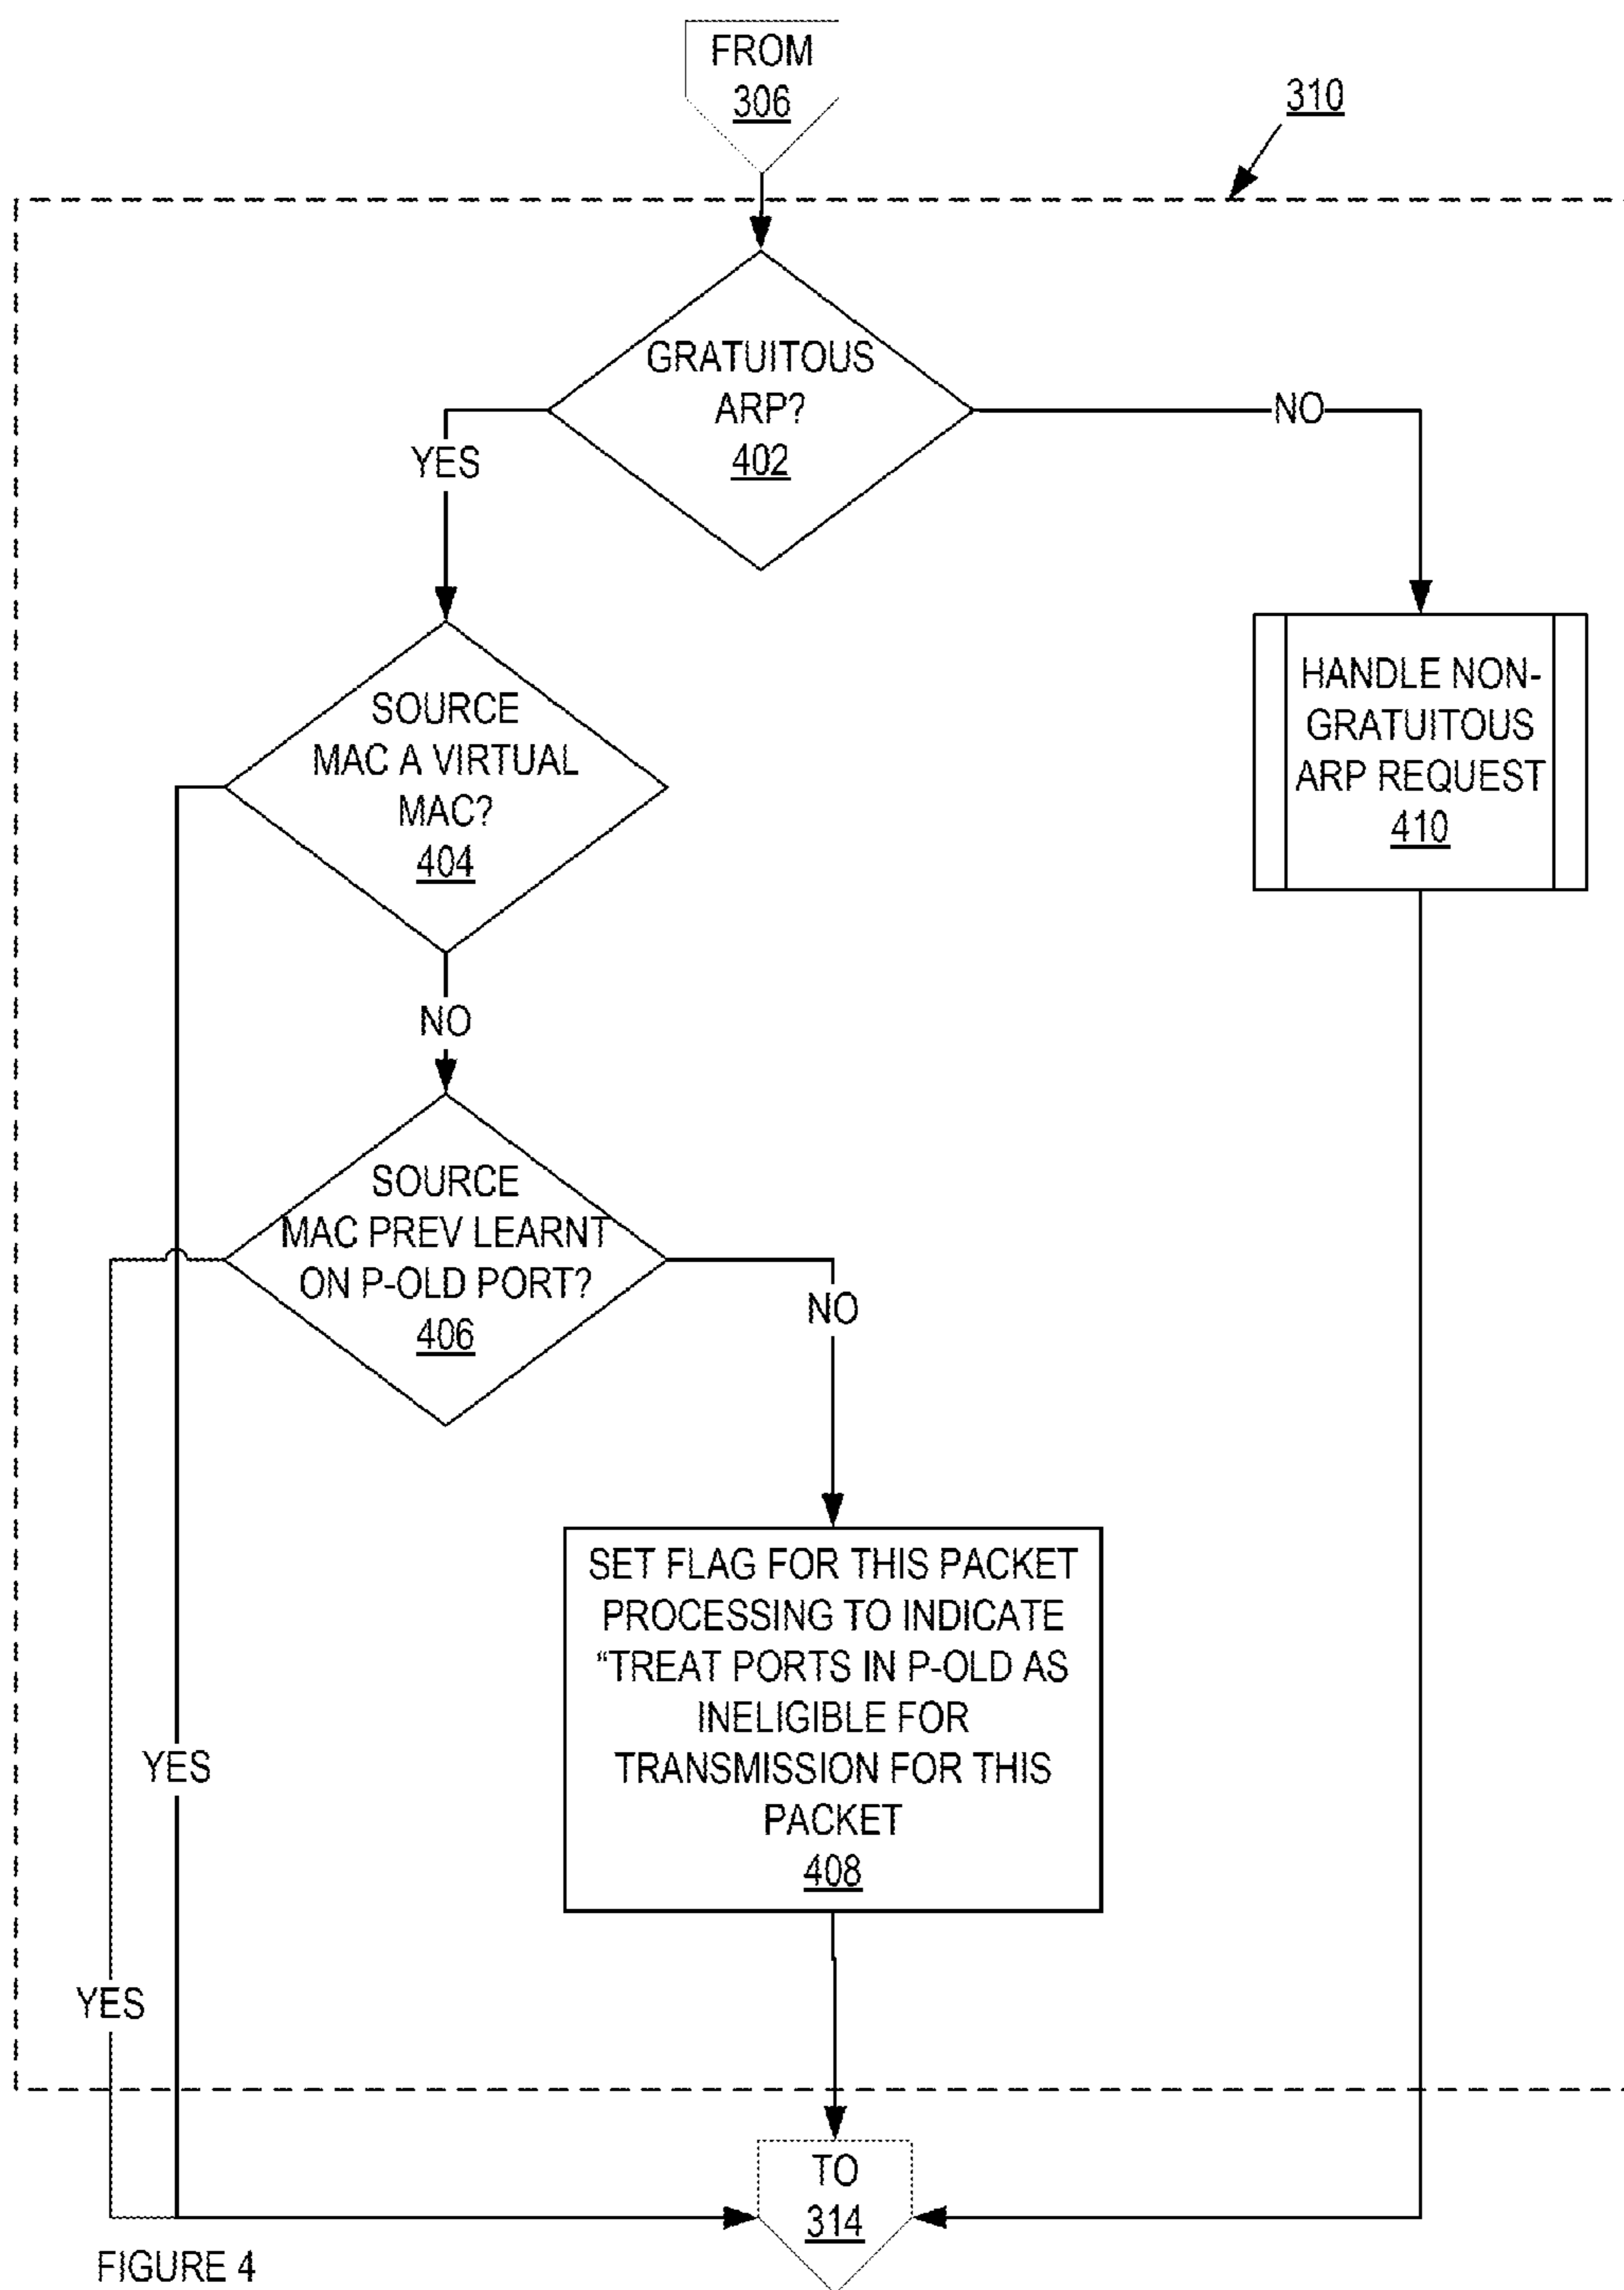 FROM
306
310
GRATUITOUS
ARP?
402
YES
NO
SOURCE
MAC A VIRTUAL
MAC?
404
HANDLE NON-
GRATUITOUS
ARP REQUEST
410
NO
SOURCE
MAC PREV LEARNT
ON P-OLD PORT?
406
NO
SET FLAG FOR THIS PACKET
PROCESSING TO INDICATE
“TREAT PORTS IN P-OLD AS
INELIGIBLE FOR
TRANSMISSION FOR THIS
PACKET
408
YES
YES
TO
314
FIGURE 4